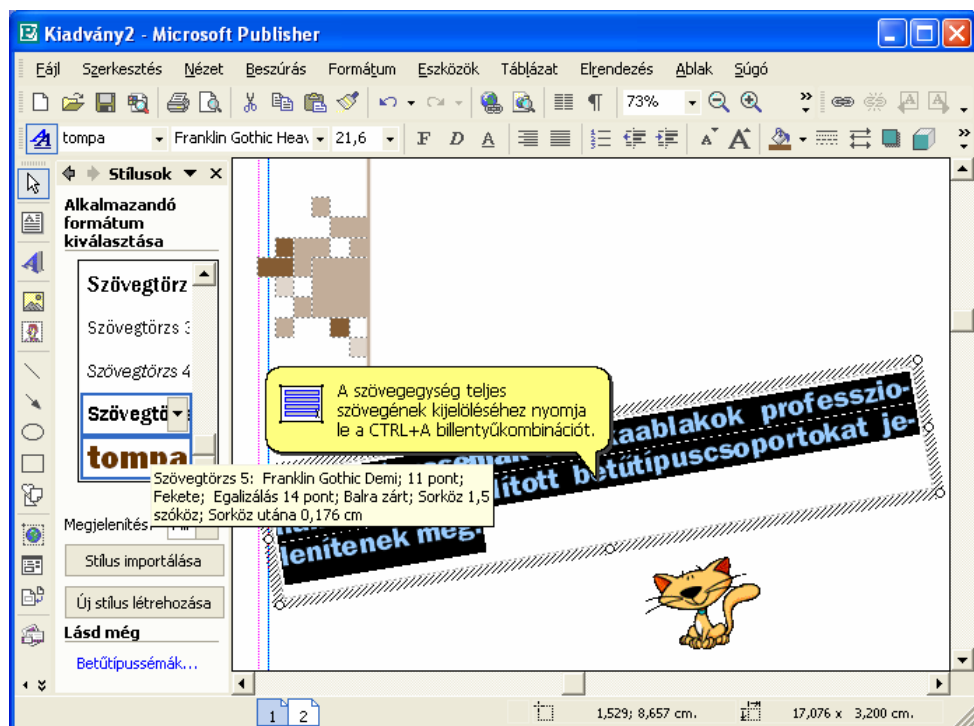 Kiadvány2 - Microsoft Publisher
Fájl Szerkesztés Nézet Beszúrás Formátum Eszközök Táblázat Elrendezés Ablak Súgó
73%
tompa Franklin Gothic Heav 21,6 F D A
Stílusok
Alkalmazandó
formátum
kiválasztása
Szövegtörz
Szövegtörzs 3
Szövegtörzs 4
Szövegtö
tompa
Szövegtörzs 5: Franklin Gothic Demi; 11 pont;
Fekete; Egalizálás 14 pont; Balra zárt; Sorköz 1,5
szóköz; Sorköz utána 0,176 cm
Megjelenítés
Stílus importálása
Új stílus létrehozása
Lásd még
Betűtípussémák...
A szövegegység teljes
szövegének kijelöléséhez nyomja
le a CTRL+A billentyűkombinációt.
kaablakok professzio-
ított betűtípuscsoportokat je-
lenítenek meg.
1 2
1,529; 8,657 cm. 17,076 x 3,200 cm.